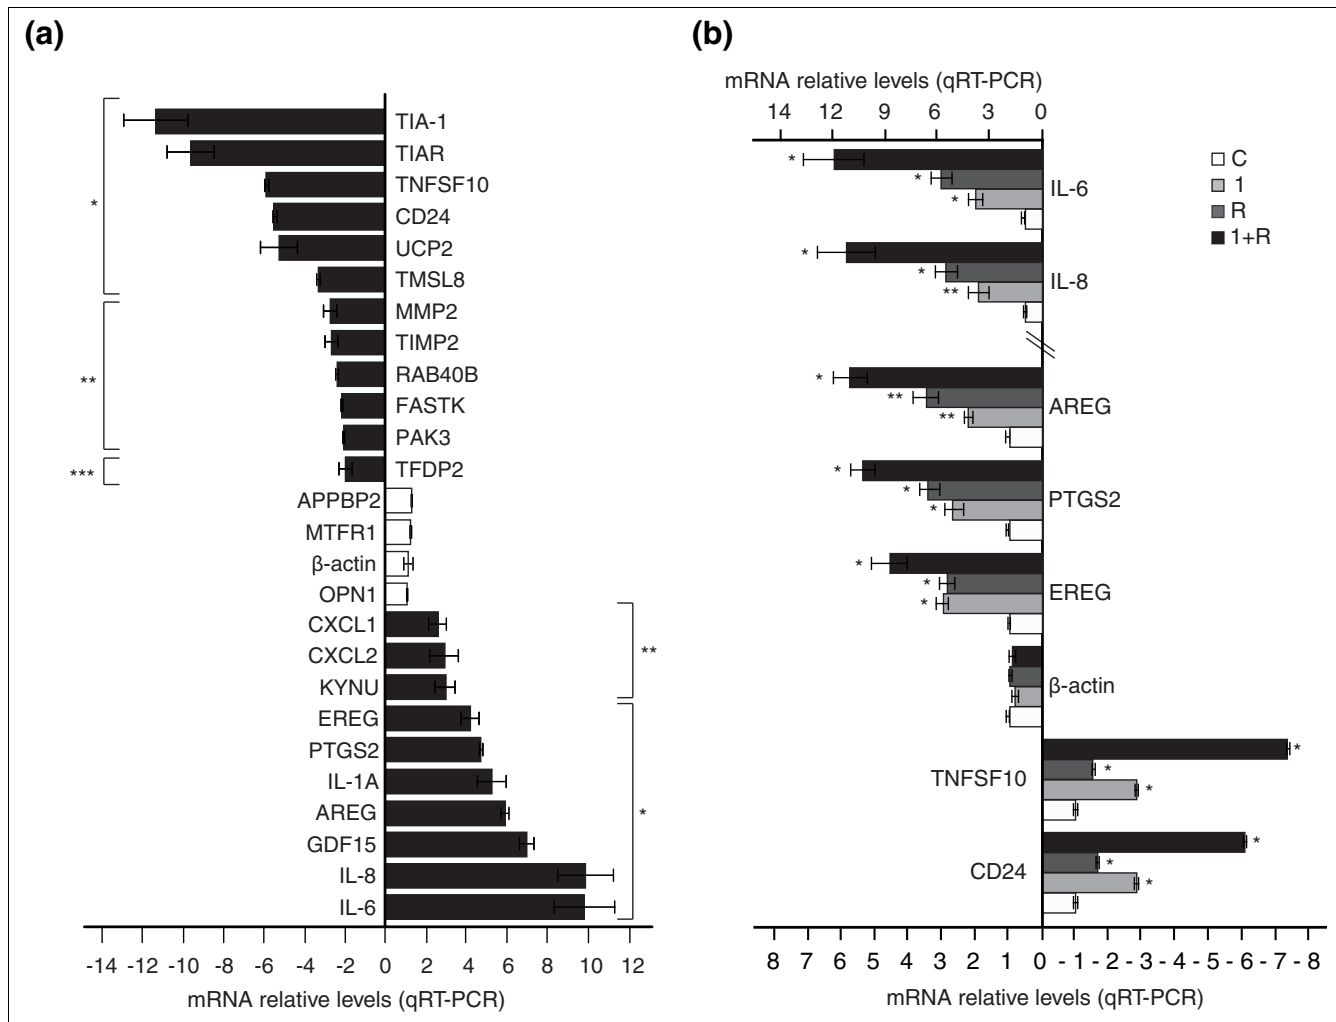 (a)
TIA-1
TIAR
TNFSF10
CD24
UCP2
TMSL8
*
MMP2
TIMP2
RAB40B
FASTK
PAK3
**
TFDP2
***
APPBP2
MTFR1
β-actin
OPN1
CXCL1
CXCL2
KYNU
**
EREG
PTGS2
IL-1A
AREG
GDF15
IL-8
IL-6
*
-14 -12 -10 -8 -6 -4 -2 0 2 4 6 8 10 12
mRNA relative levels (qRT-PCR)
(b)
mRNA relative levels (qRT-PCR)
14 12 9 6 3 0
C
1
R
1+R
*
*
*
IL-6
*
*
**
IL-8
*
**
**
AREG
*
*
*
PTGS2
*
*
*
EREG
β-actin
TNFSF10
*
*
*
CD24
*
*
*
8 7 6 5 4 3 2 1 0 - 1 - 2 - 3 - 4 - 5 - 6 - 7 - 8
mRNA relative levels (qRT-PCR)